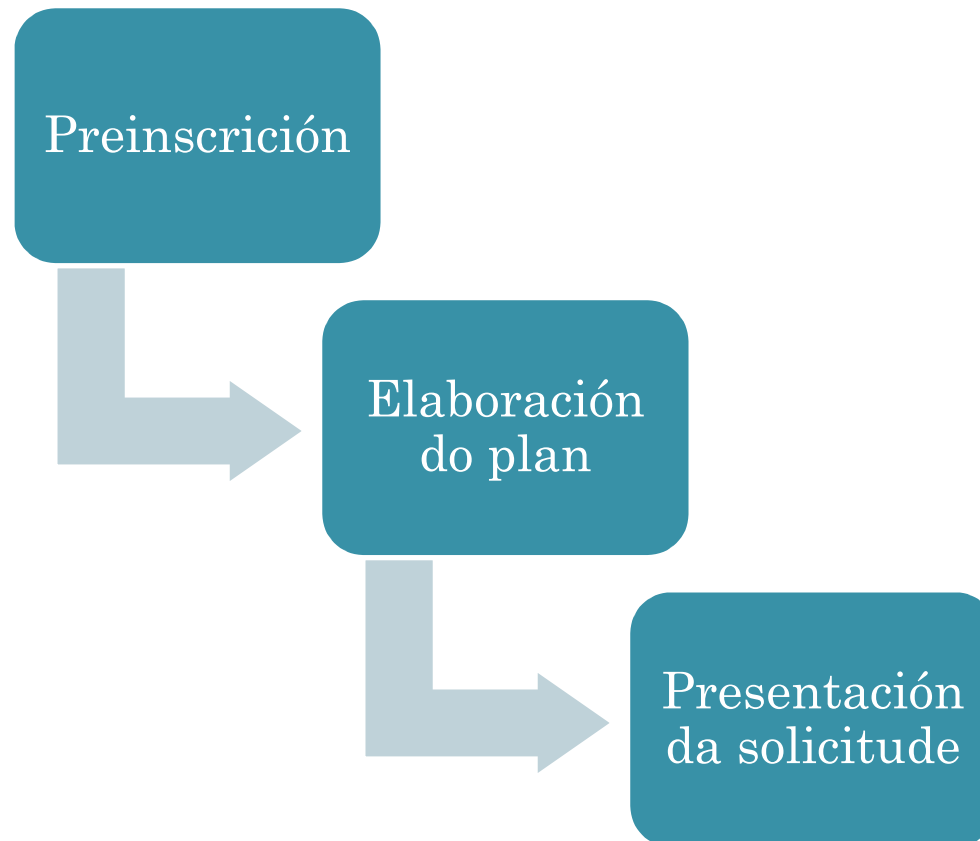 Preinscrición
Elaboración
do plan
Presentación
da solicitude